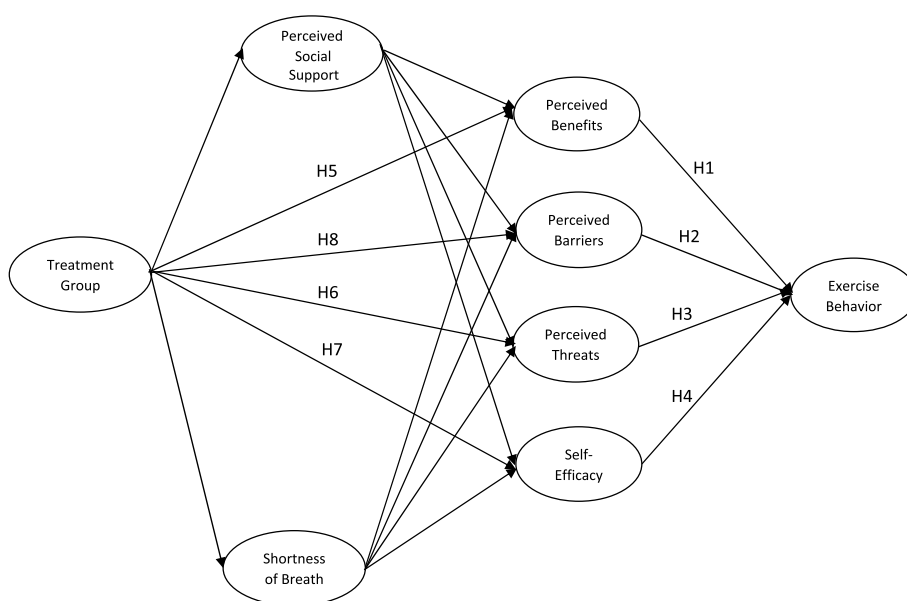 Perceived
Social
Support
Perceived
Benefits
H1
H5
Perceived
Barriers
H8
H2
Treatment
Group
Exercise
Behavior
H6
H3
Perceived
Threats
H7
H4
Self-
Efficacy
Shortness
of Breath